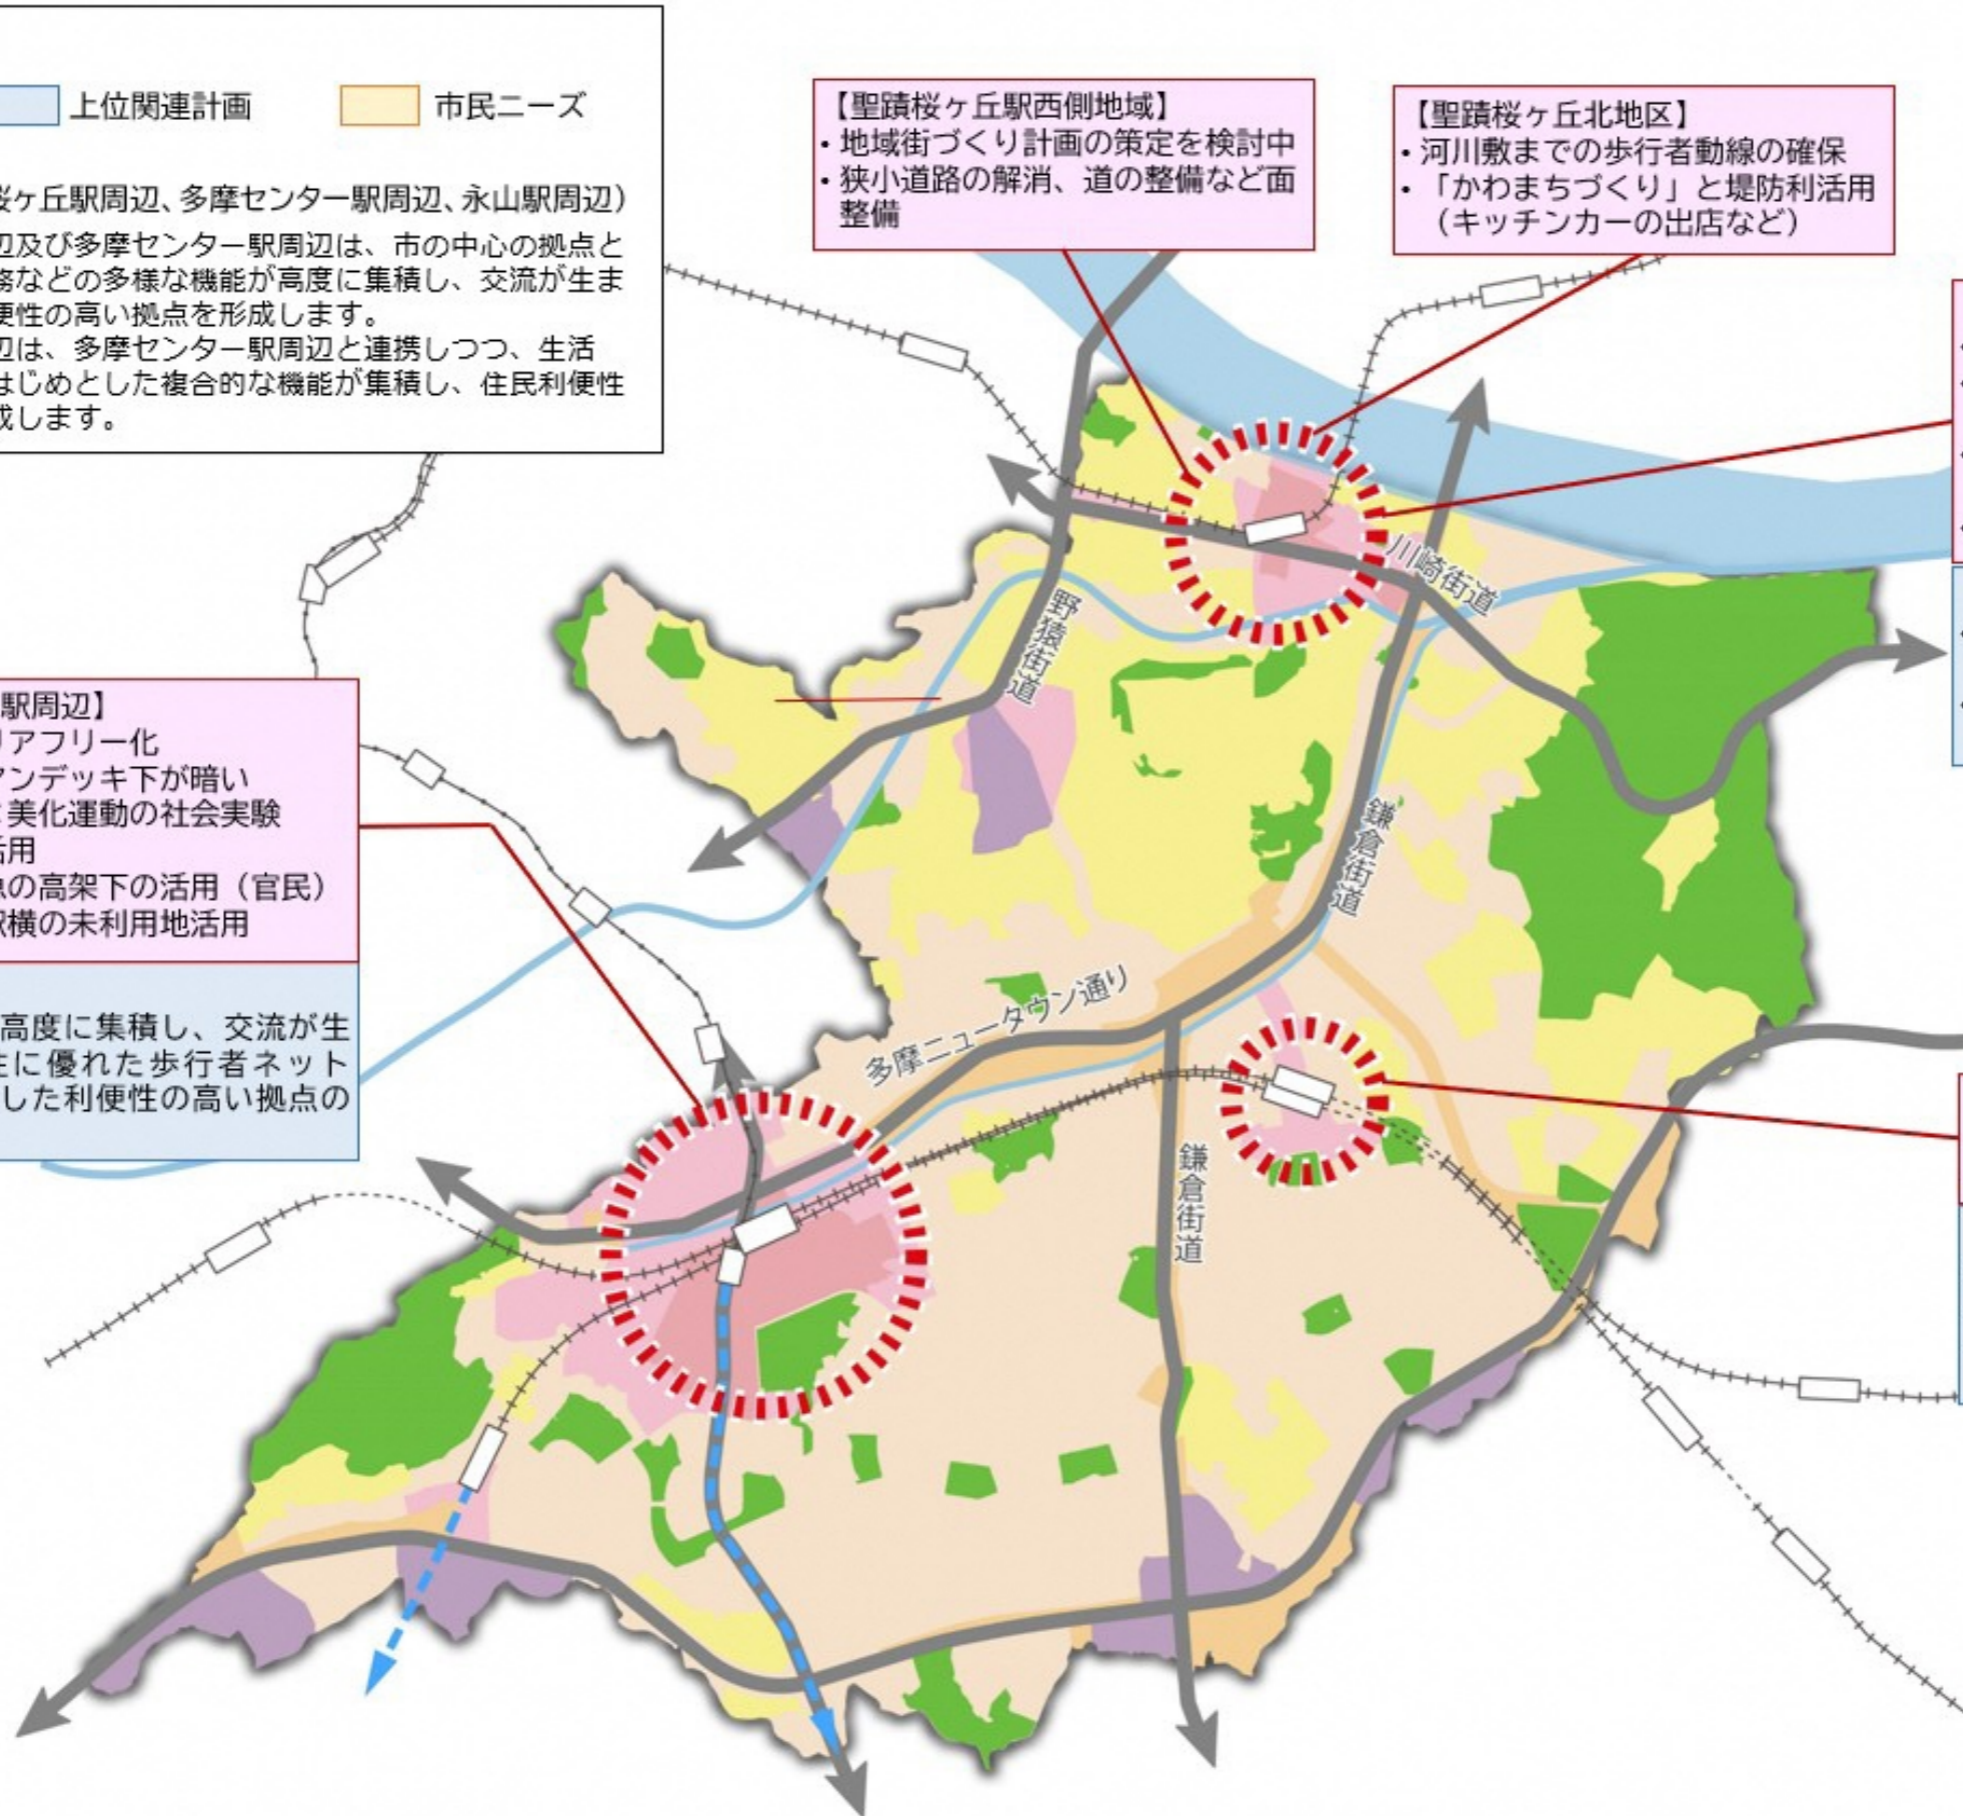 上位関連計画
市民ニーズ
桜ヶ丘駅周辺、多摩センター駅周辺、永山駅周辺）
辺及び多摩センター駅周辺は、市の中心の拠点と
務などの多様な機能が高度に集積し、交流が生ま
便性の高い拠点を形成します。
辺は、多摩センター駅周辺と連携しつつ、生活
はじめとした複合的な機能が集積し、住民利便性
成します。
【聖蹟桜ヶ丘駅西側地域】
・地域街づくり計画の策定を検討中
・狭小道路の解消、道の整備など面
整備
【聖蹟桜ヶ丘北地区】
・河川敷までの歩行者動線の確保
・「かわまちづくり」と堤防利活用
（キッチンカーの出店など）
川崎街道
野猿街道
鎌倉街道
多摩ニュータウン通り
鎌倉街道
駅周辺】
リアフリー化
アンデッキ下が暗い
美化運動の社会実験
活用
急の高架下の活用（官民）
駅横の未利用地活用
高度に集積し、交流が生
性に優れた歩行者ネット
した利便性の高い拠点の